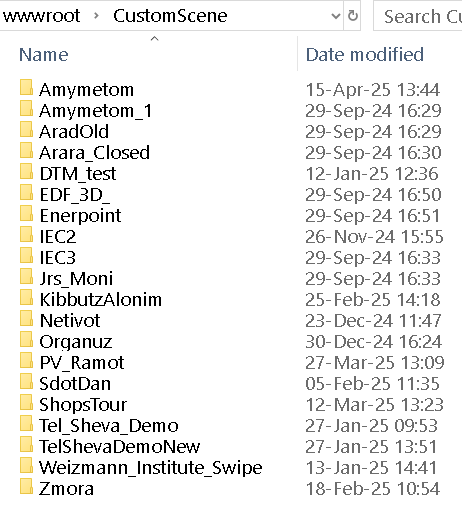 wwwroot > CustomScene Search Cu
Name Date modified
Amymetom 15-Apr-25 13:44
Amymetom_1 29-Sep-24 16:29
AradOld 29-Sep-24 16:29
Arara_Closed 29-Sep-24 16:30
DTM_test 12-Jan-25 12:36
EDF_3D_ 29-Sep-24 16:50
Enerpoint 29-Sep-24 16:51
IEC2 26-Nov-24 15:55
IEC3 29-Sep-24 16:33
Jrs_Moni 29-Sep-24 16:33
KibbutzAlonim 25-Feb-25 14:18
Netivot 23-Dec-24 11:47
Organuz 30-Dec-24 16:24
PV_Ramot 27-Mar-25 13:09
SdotDan 05-Feb-25 11:35
ShopsTour 12-Mar-25 13:23
Tel_Sheva_Demo 27-Jan-25 09:53
TelShevaDemoNew 27-Jan-25 13:51
Weizmann_Institute_Swipe 13-Jan-25 14:41
Zmora 18-Feb-25 10:54